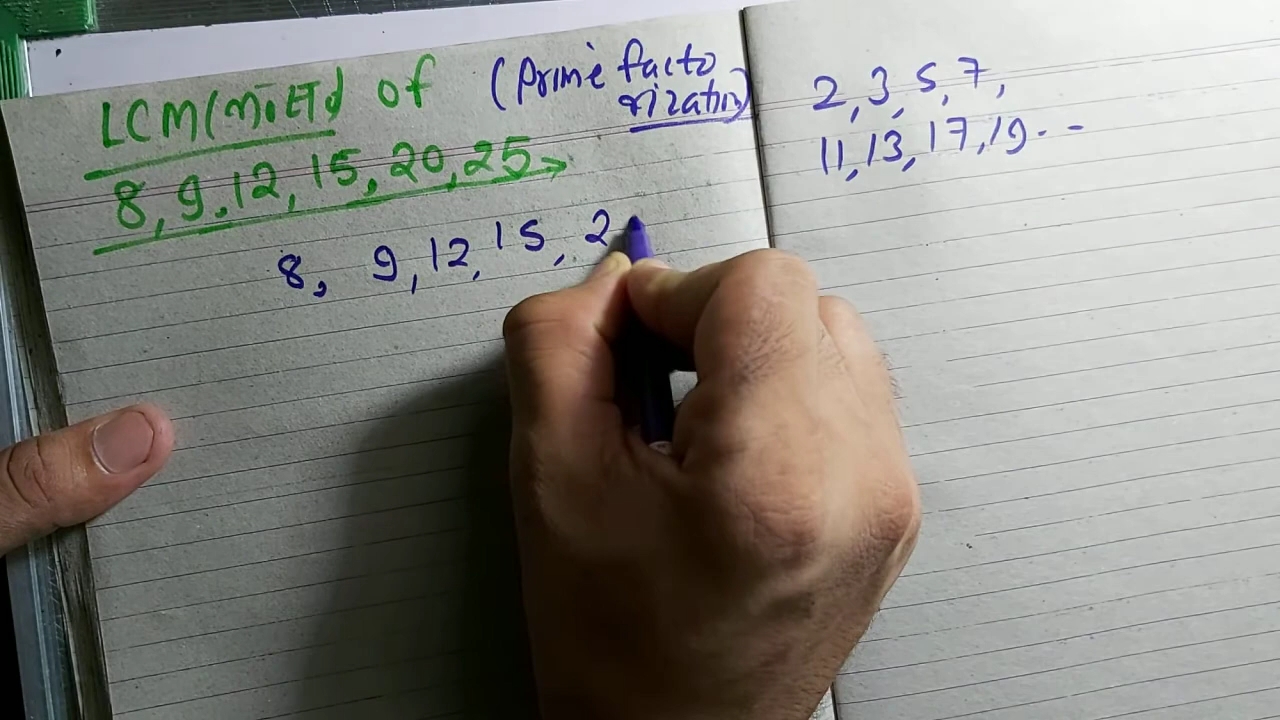 LCM( of (Prime facto
rization)
8, 9, 12, 15, 20, 25
8, 9, 12, 15, 2
2, 3, 5, 7,
11, 13, 17, 19 - -